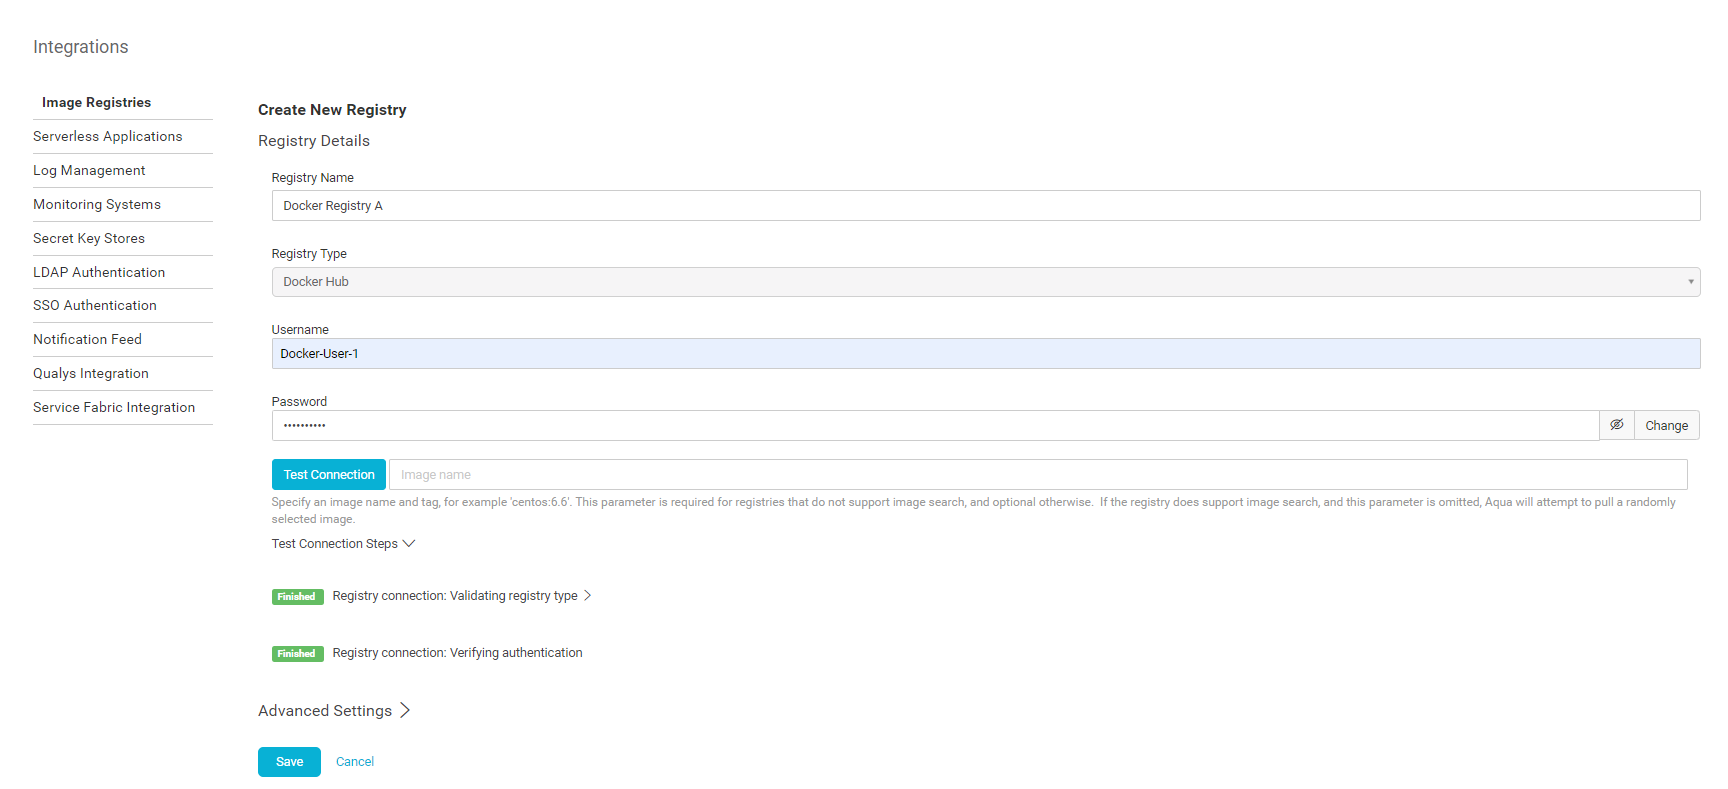 Integrations
Image Registries
Serverless Applications
Log Management
Monitoring Systems
Secret Key Stores
LDAP Authentication
SSO Authentication
Notification Feed
Qualys Integration
Service Fabric Integration
Create New Registry
Registry Details
Registry Name
Docker Registry A
Registry Type
Docker Hub
Username
Docker-User-1
Password
••••••••••
Change
Test Connection
Image name
Specify an image name and tag, for example 'centos:6.6'. This parameter is required for registries that do not support image search, and optional otherwise.  If the registry does support image search, and this parameter is omitted, Aqua will attempt to pull a randomly
selected image.
Test Connection Steps
Finished Registry connection: Validating registry type
Finished Registry connection: Verifying authentication
Advanced Settings
Save Cancel